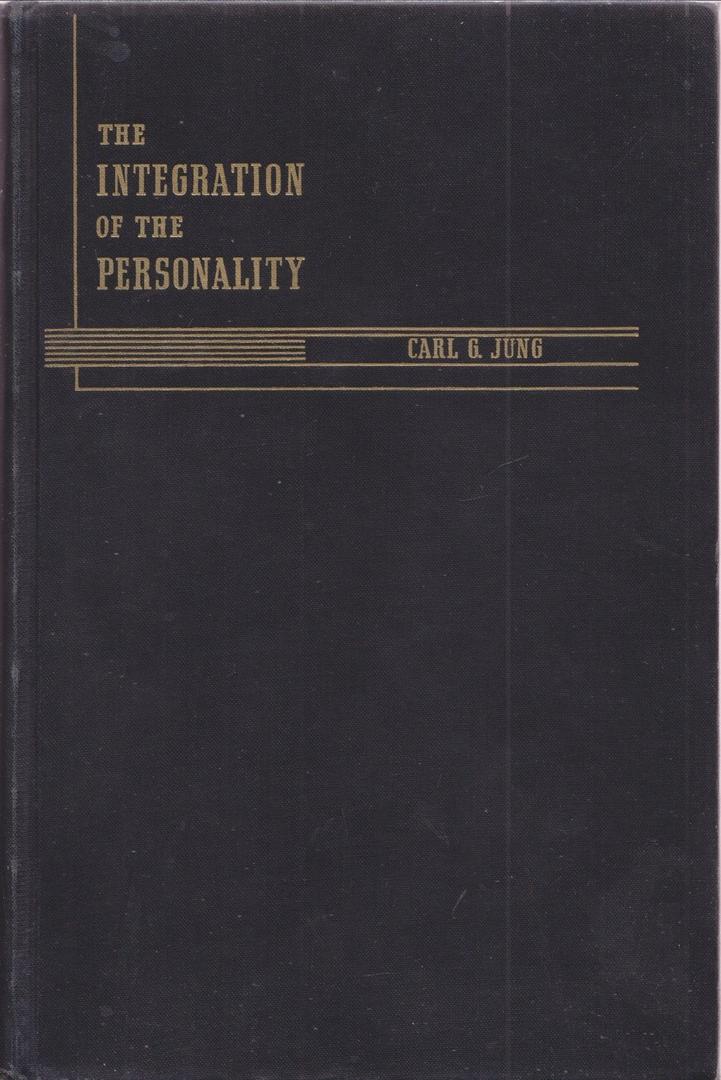 THE
INTEGRATION
OF THE
PERSONALITY
CARL G. JUNG